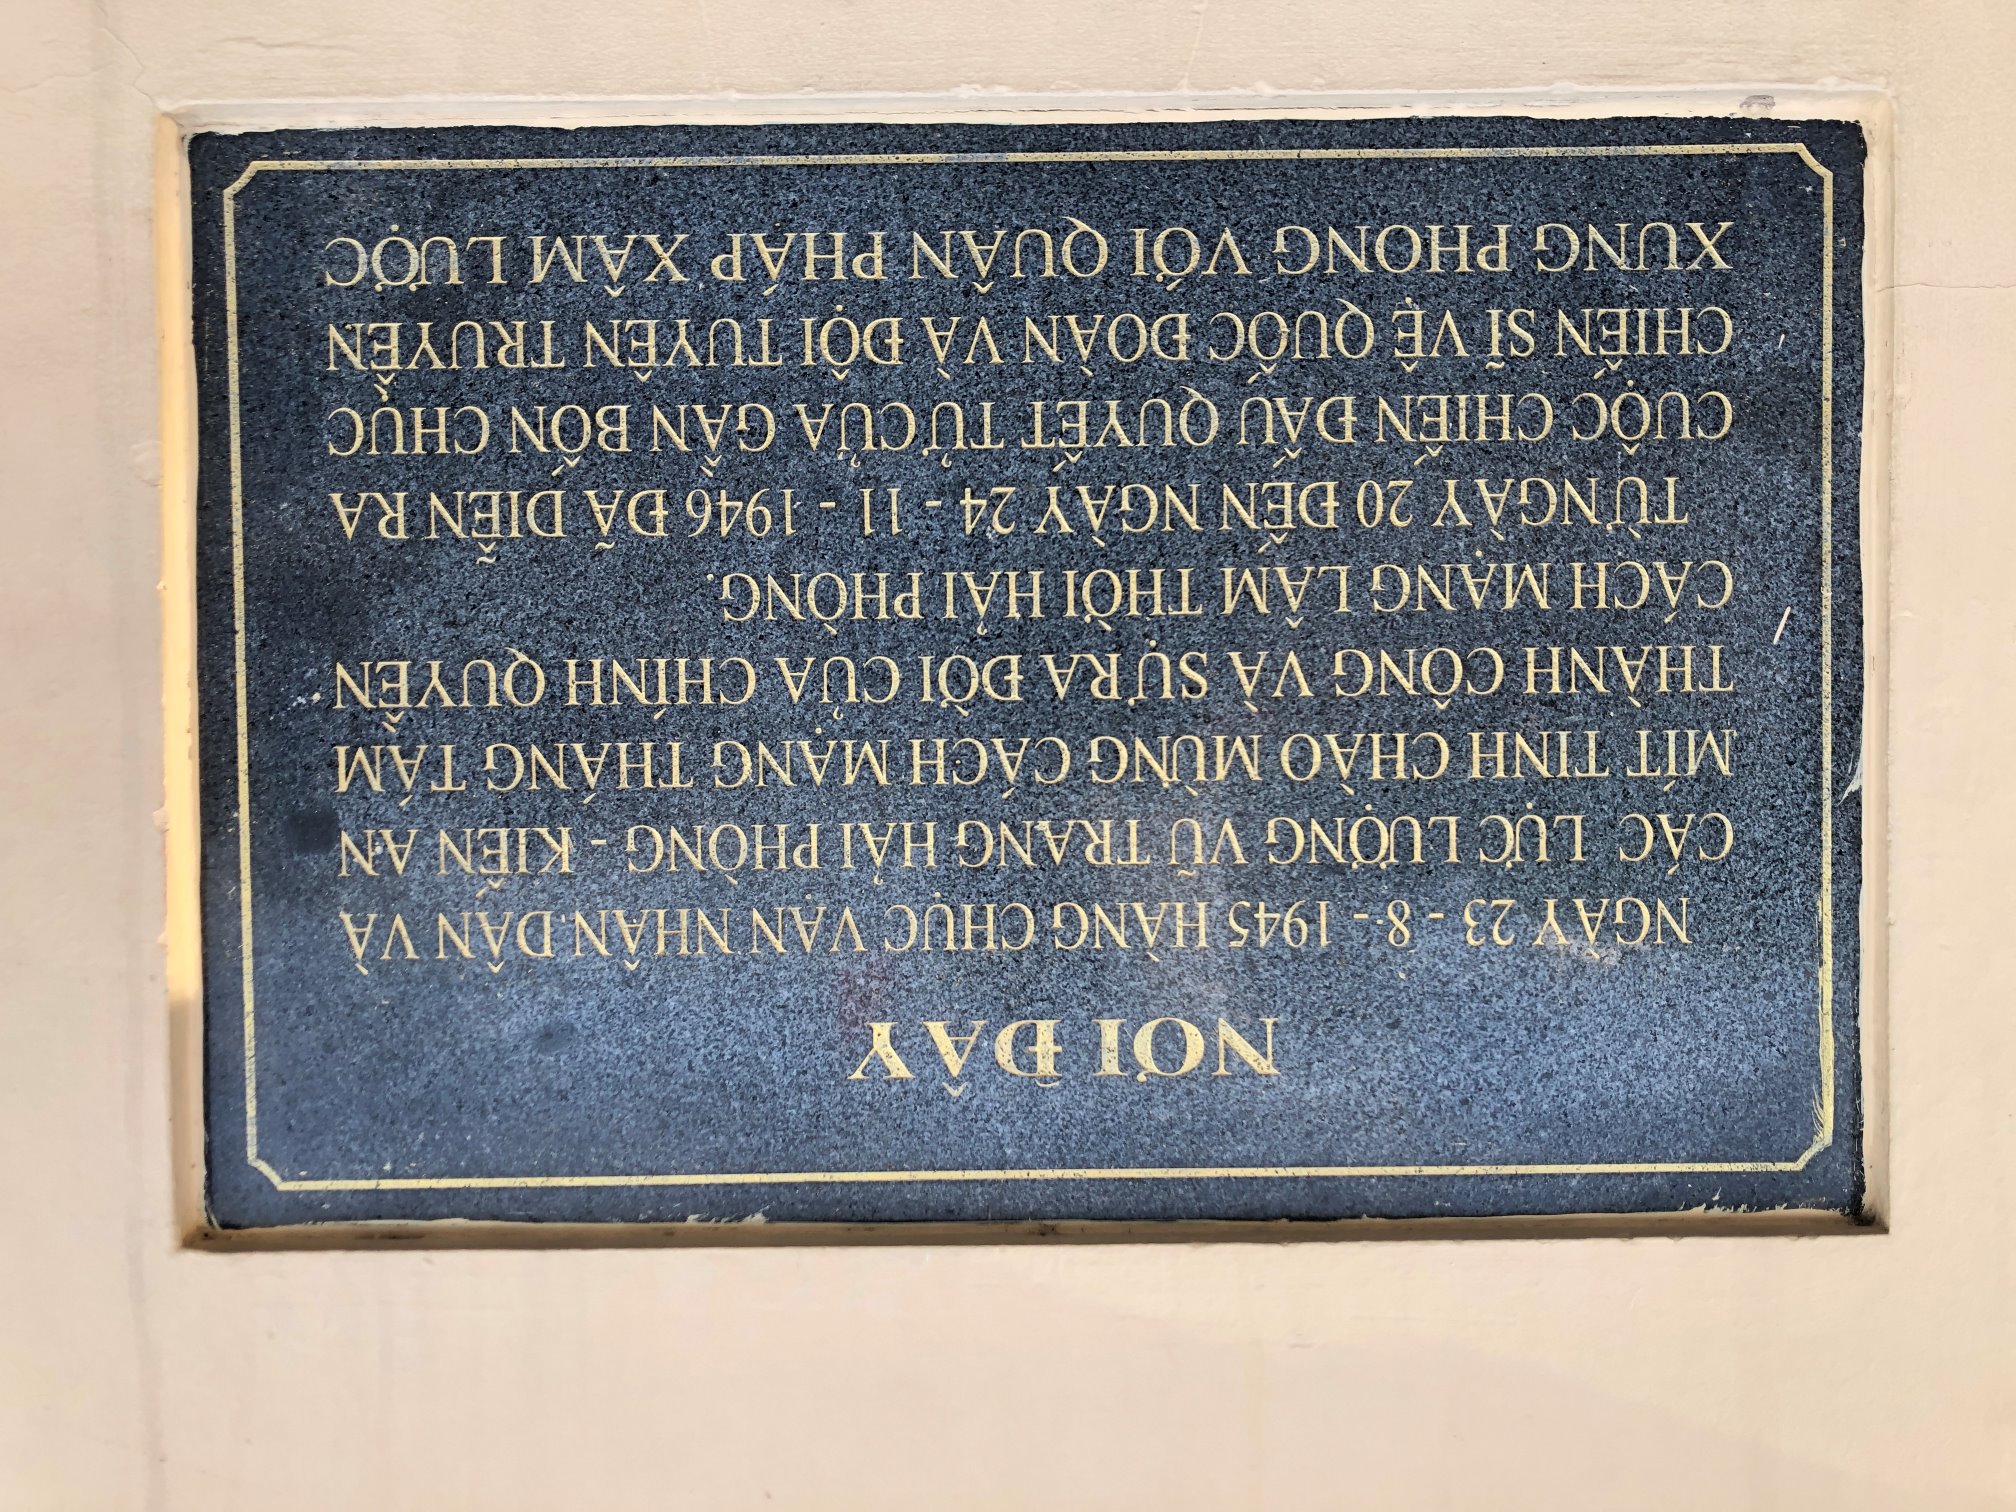 NƠI ĐÂY
NGÀY 23 - 8 - 1945 HÀNG CHỤC VẠN NHÂN DÂN VÀ
CÁC LỰC LƯỢNG VŨ TRANG HẢI PHÒNG - KIẾN AN
MÍT TINH CHÀO MỪNG CÁCH MẠNG THÁNG TÁM
THÀNH CÔNG VÀ SỰ RA ĐỜI CỦA CHÍNH QUYỀN
CÁCH MẠNG LÂM THỜI HẢI PHÒNG.
TỪ NGÀY 20 ĐẾN NGÀY 24 - 11 - 1946 ĐÃ DIỄN RA
CUỘC CHIẾN ĐẤU QUYẾT TỬ CỦA GẦN BỐN CHỤC
CHIẾN SĨ VỆ QUỐC ĐOÀN VÀ ĐỘI TUYÊN TRUYỀN
XUNG PHONG VỚI QUÂN PHÁP XÂM LƯỢC